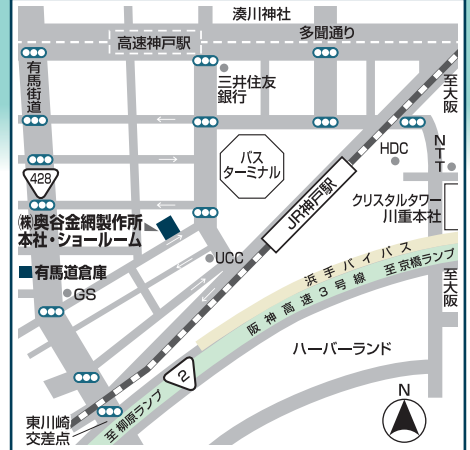 湊川神社
多聞通り
高速神戸駅
至大阪
有馬街道
三井住友
銀行
バス
ターミナル
HDC
NTT
428
JR神戸駅
クリスタルタワー
川重本社
㈱奥谷金網製作所
本社・ショールーム
UCC
浜手バイパス
阪神高速3号線 至京橋ランプ
至大阪
有馬道倉庫
GS
ハーバーランド
2
至柳原ランプ
東川崎
交差点
N